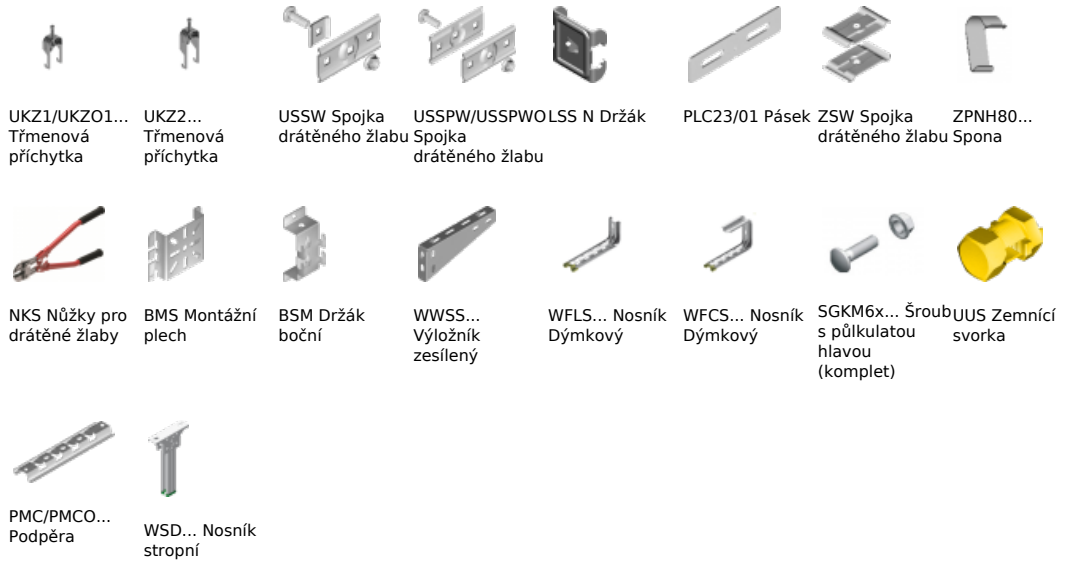 UKZ1/UKZO1...
Třmenová
příchytka
UKZ2...
Třmenová
příchytka
USSW Spojka
drátěného žlabu
USSPW/USSPWO
Spojka
drátěného žlabu
LSS N Držák
PLC23/01 Pásek
ZSW Spojka
drátěného žlabu
ZPNH80...
Spona
NKS Nůžky pro
drátěné žlaby
BMS Montážní
plech
BSM Držák
boční
WWSS...
Výložník
zesílený
WFLS... Nosník
Dýmkový
WFCS... Nosník
Dýmkový
SGKM6x... Šroub
s půlkulatou
hlavou
(komplet)
UUS Zemnící
svorka
PMC/PMCO...
Podpěra
WSD... Nosník
stropní